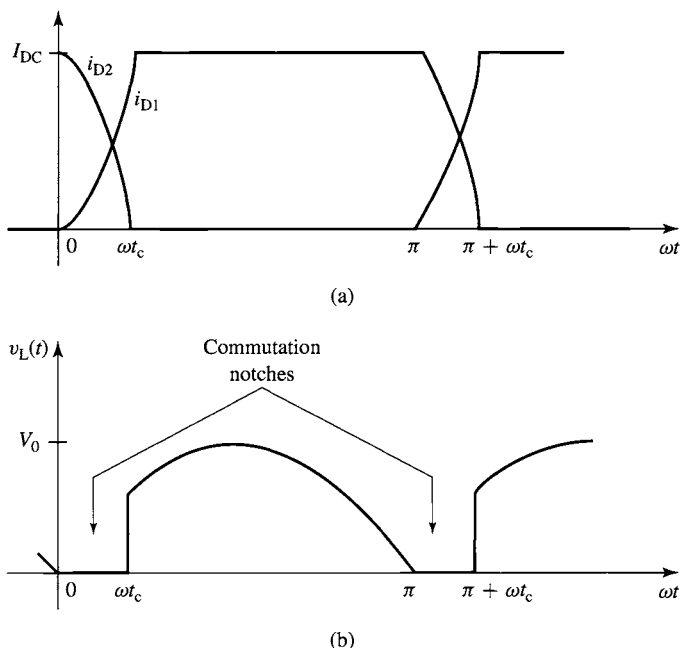 I_DC
i_D2
i_D1
0 ωt_c π π + ωt_c ωt
(a)
v_L(t)
Commutation
notches
V_0
0 ωt_c π π + ωt_c ωt
(b)